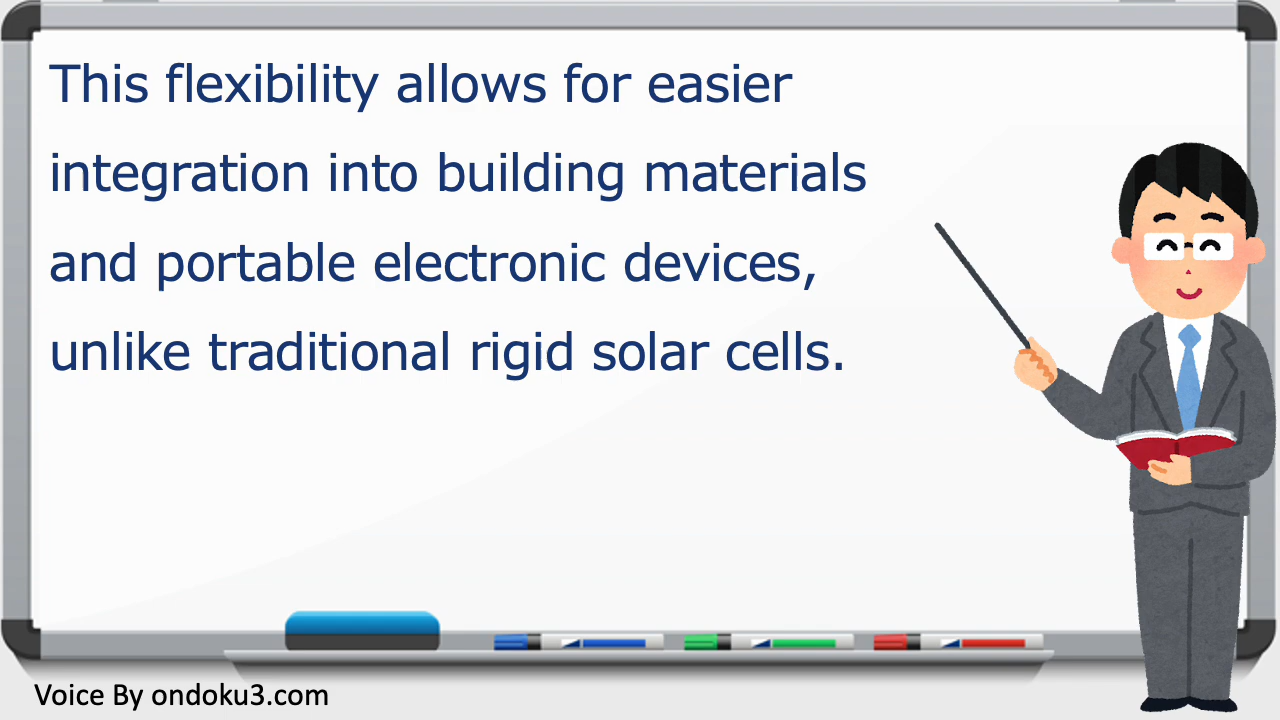 This flexibility allows for easier
integration into building materials
and portable electronic devices,
unlike traditional rigid solar cells.
Voice By ondoku3.com